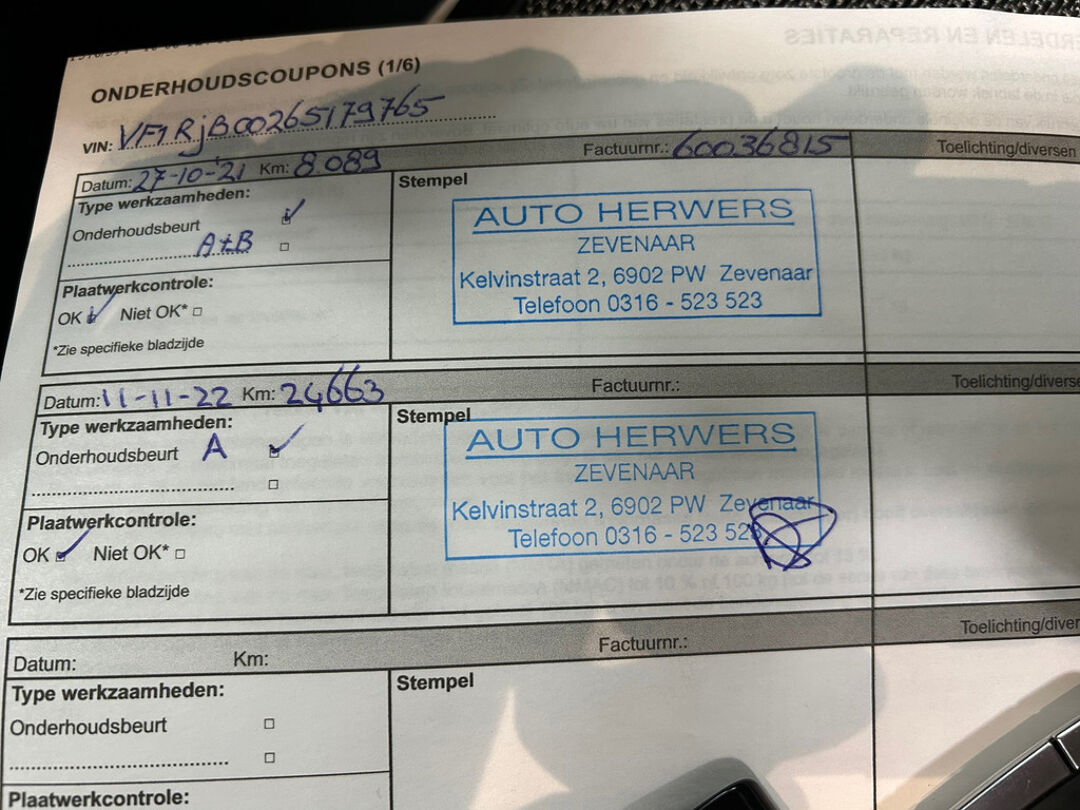 ONDERHOUDSCOUPONS (1/6)
VIN: VF1RjB00265179765
Datum: 27-10-'21 Km: 8.089 Factuurnr.: 60036815 Toelichting/diversen
Type werkzaamheden:
Onderhoudsbeurt
A+B
Plaatwerkcontrole:
OK Niet OK*
*Zie specifieke bladzijde
Stempel
AUTO HERWERS
ZEVENAAR
Kelvinstraat 2, 6902 PW Zevenaar
Telefoon 0316 - 523 523
Datum: 11-11-22 Km: 24663 Factuurnr.: Toelichting/diverse
Type werkzaamheden:
Onderhoudsbeurt A
Plaatwerkcontrole:
OK Niet OK*
*Zie specifieke bladzijde
Stempel
AUTO HERWERS
ZEVENAAR
Kelvinstraat 2, 6902 PW Zevenaar
Telefoon 0316 - 523 52
Datum: Km: Factuurnr.: Toelichting/diver
Type werkzaamheden:
Onderhoudsbeurt
Plaatwerkcontrole:
Stempel